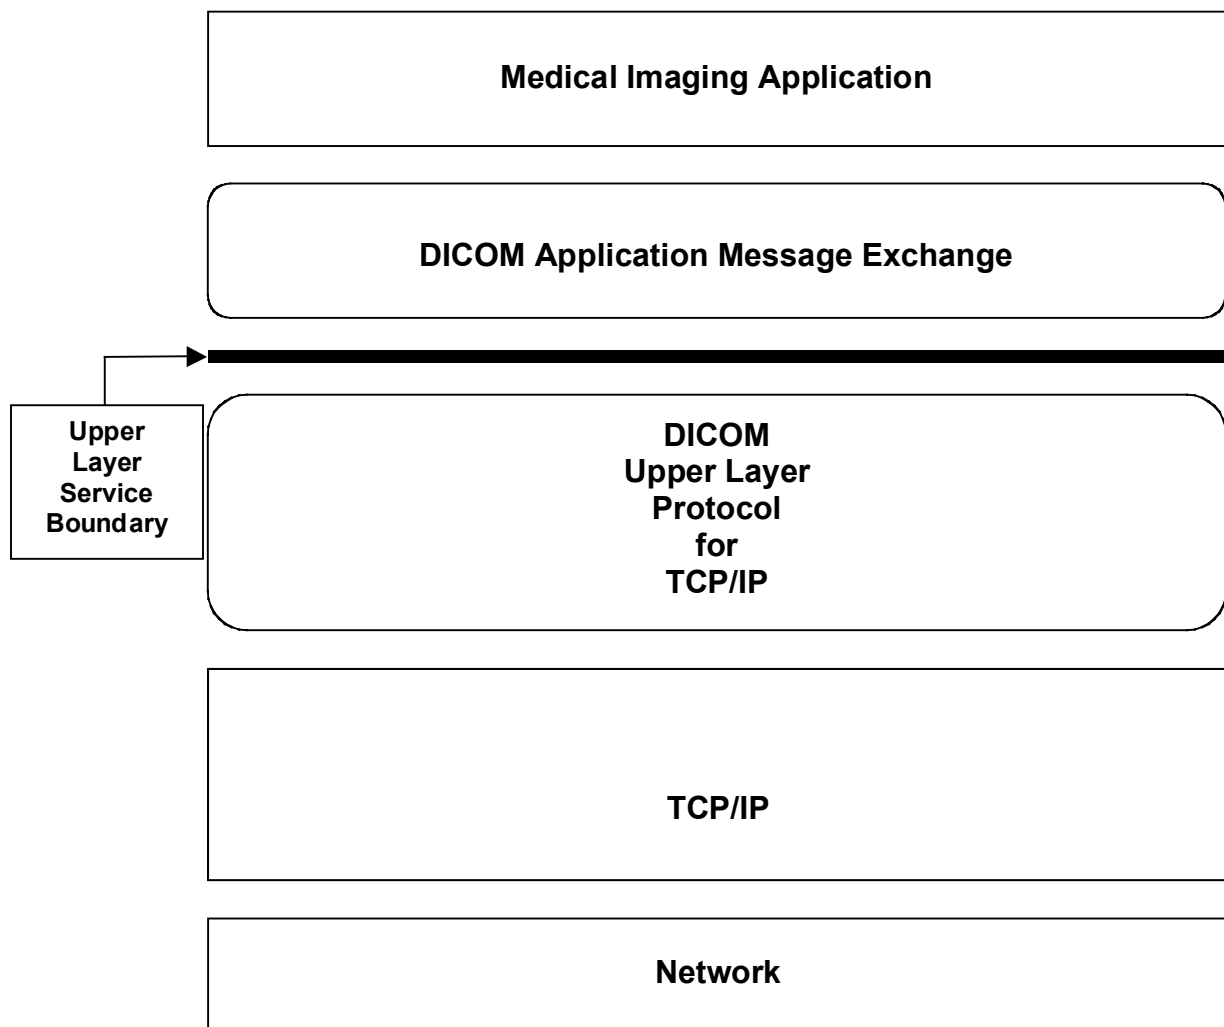 Medical Imaging Application
DICOM Application Message Exchange
Upper
Layer
Service
Boundary
DICOM
Upper Layer
Protocol
for
TCP/IP
TCP/IP
Network